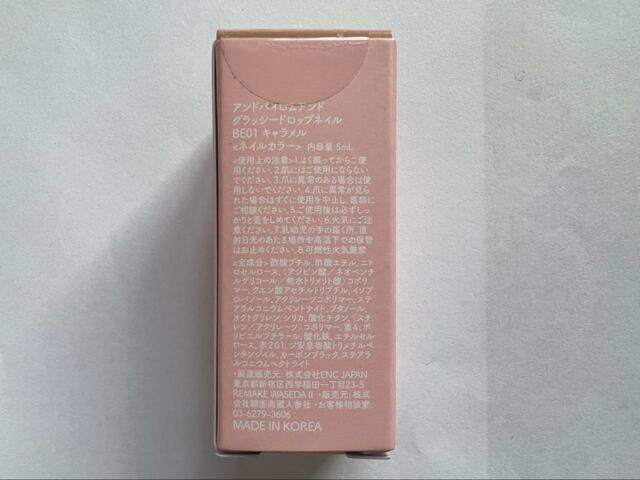 アンドバイロムアンド
グラッシードロップネイル
BE01 キャラメル
<ネイルカラー> 内容量 5mL
<使用上の注意>1.よく振ってからご使
用ください。2.肌にはご使用にならない
でください。3.爪に異常のある場合は使
用しないでください。4.爪に異常が見ら
れた場合はすぐに使用を中止し、医師に
ご相談ください。5.ご使用後は必ずしっ
かりと蓋をしめてください。6.火気にご注
意ください。7.乳幼児の手の届く所、直
射日光のあたる場所や高温下での保管
はお止めください。8.可燃性火気厳禁
<全成分>酢酸ブチル、酢酸エチル、ニト
ロセルロース、(アジピン酸/ネオペンチ
ルグリコール/無水トリメリト酸)コポリ
マー、クエン酸アセチルトリブチル、イソプ
ロパノール、アクリレーツコポリマー、ステ
アラルコニウムベントナイト、ブタノール、
オクトクリレン、シリカ、酸化チタン、(スチ
レン/アクリレーツ)コポリマー、黄4、ポ
リビニルブチラール、酸化鉄、エチルセル
ロース、赤201、ジ安息香酸トリメチルペ
ンタンジイル、カーボンブラック、ステアラ
ルコニウムヘクトライト
・製造販売元: 株式会社ENC JAPAN
東京都新宿区西早稲田一丁目23-5
REMAKE WASEDA II ・販売元: 株式
会社韓国高麗人参社・お客様相談室:
03-6279-3606
MADE IN KOREA